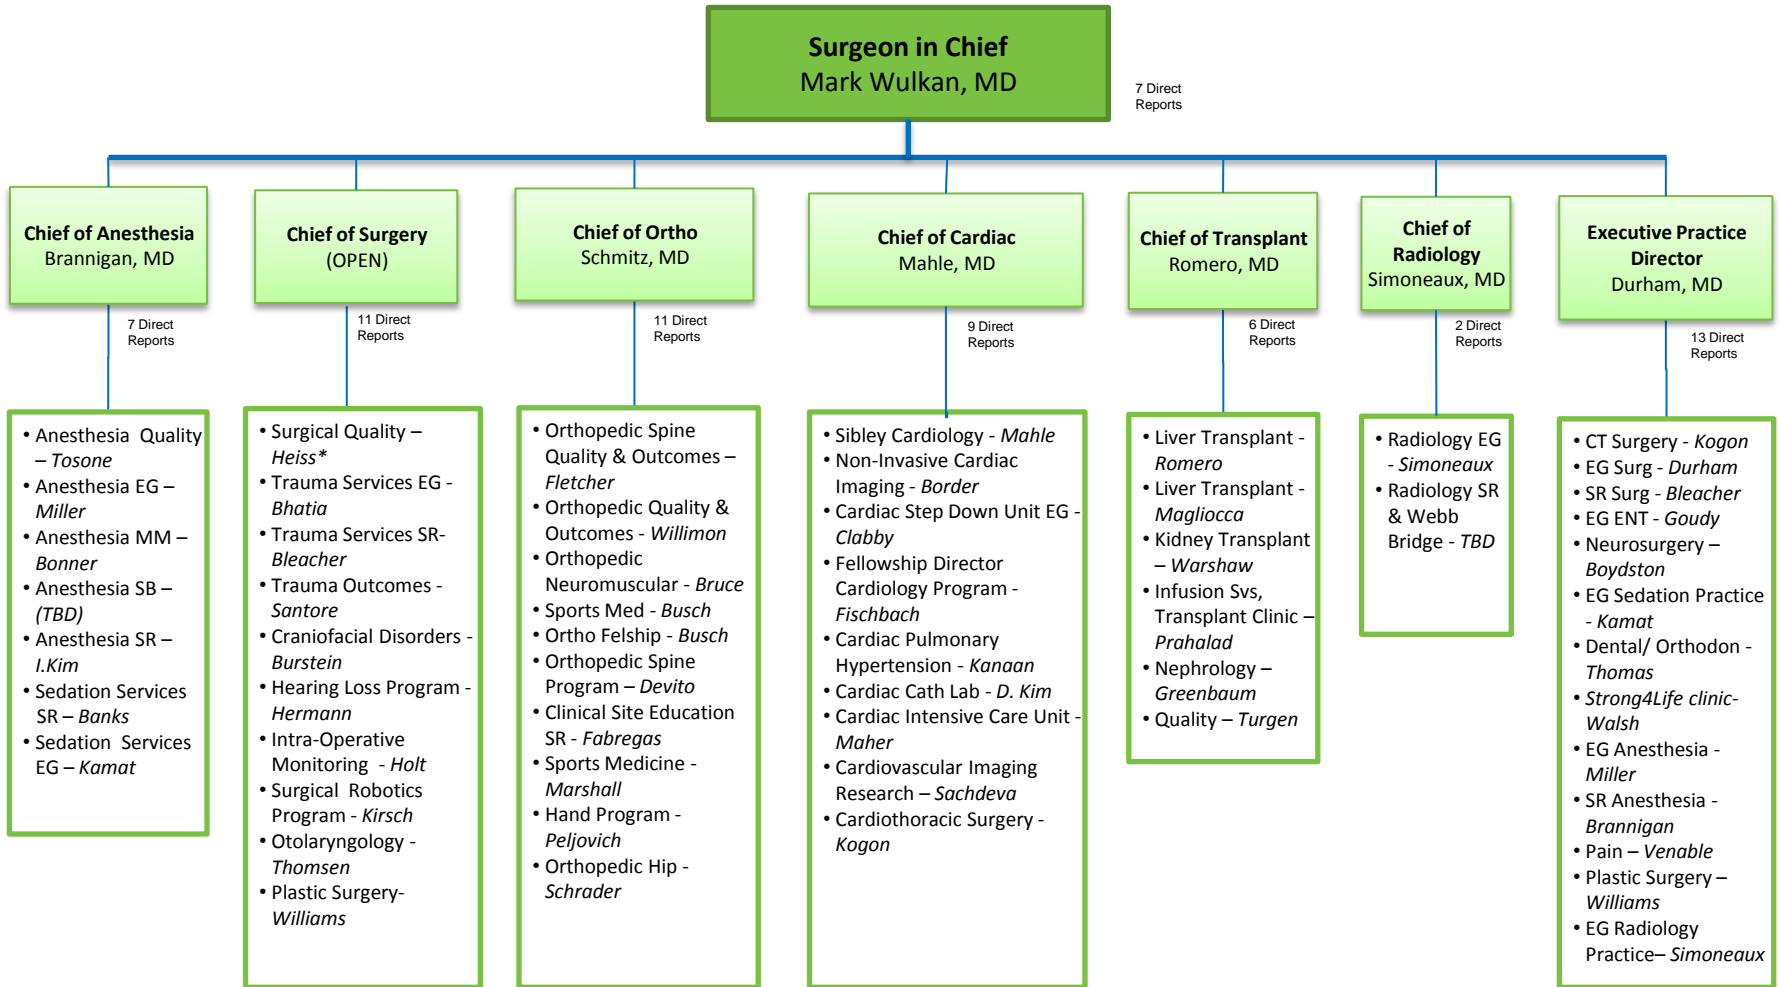 Surgeon in Chief
Mark Wulkan, MD
7 Direct
Reports
Chief of Anesthesia
Brannigan, MD
7 Direct
Reports
Chief of Surgery
(OPEN)
11 Direct
Reports
Chief of Ortho
Schmitz, MD
11 Direct
Reports
Chief of Cardiac
Mahle, MD
9 Direct
Reports
Chief of Transplant
Romero, MD
6 Direct
Reports
Chief of
Radiology
Simoneaux, MD
2 Direct
Reports
Executive Practice
Director
Durham, MD
13 Direct
Reports
• Anesthesia Quality
– Tosone
• Anesthesia EG –
Miller
• Anesthesia MM –
Bonner
• Anesthesia SB –
(TBD)
• Anesthesia SR –
I.Kim
• Sedation Services
SR – Banks
• Sedation Services
EG – Kamat
• Surgical Quality –
Heiss*
• Trauma Services EG -
Bhatia
• Trauma Services SR-
Bleacher
• Trauma Outcomes -
Santore
• Craniofacial Disorders -
Burstein
• Hearing Loss Program -
Hermann
• Intra-Operative
Monitoring - Holt
• Surgical Robotics
Program - Kirsch
• Otolaryngology -
Thomsen
• Plastic Surgery-
Williams
• Orthopedic Spine
Quality & Outcomes –
Fletcher
• Orthopedic Quality &
Outcomes - Willimon
• Orthopedic
Neuromuscular - Bruce
• Sports Med - Busch
• Ortho Felship - Busch
• Orthopedic Spine
Program – Devito
• Clinical Site Education
SR - Fabregas
• Sports Medicine -
Marshall
• Hand Program -
Peljovich
• Orthopedic Hip -
Schrader
• Sibley Cardiology - Mahle
• Non-Invasive Cardiac
Imaging - Border
• Cardiac Step Down Unit EG -
Clabby
• Fellowship Director
Cardiology Program -
Fischbach
• Cardiac Pulmonary
Hypertension - Kanaan
• Cardiac Cath Lab - D. Kim
• Cardiac Intensive Care Unit -
Maher
• Cardiovascular Imaging
Research – Sachdeva
• Cardiothoracic Surgery -
Kogon
• Liver Transplant -
Romero
• Liver Transplant -
Magliocca
• Kidney Transplant
– Warshaw
• Infusion Svs,
Transplant Clinic –
Prahalad
• Nephrology –
Greenbaum
• Quality – Turgen
• Radiology EG
- Simoneaux
• Radiology SR
& Webb
Bridge - TBD
• CT Surgery - Kogon
• EG Surg - Durham
• SR Surg - Bleacher
• EG ENT - Goudy
• Neurosurgery –
Boydston
• EG Sedation Practice
- Kamat
• Dental/ Orthodon -
Thomas
• Strong4Life clinic-
Walsh
• EG Anesthesia -
Miller
• SR Anesthesia -
Brannigan
• Pain – Venable
• Plastic Surgery –
Williams
• EG Radiology
Practice– Simoneaux